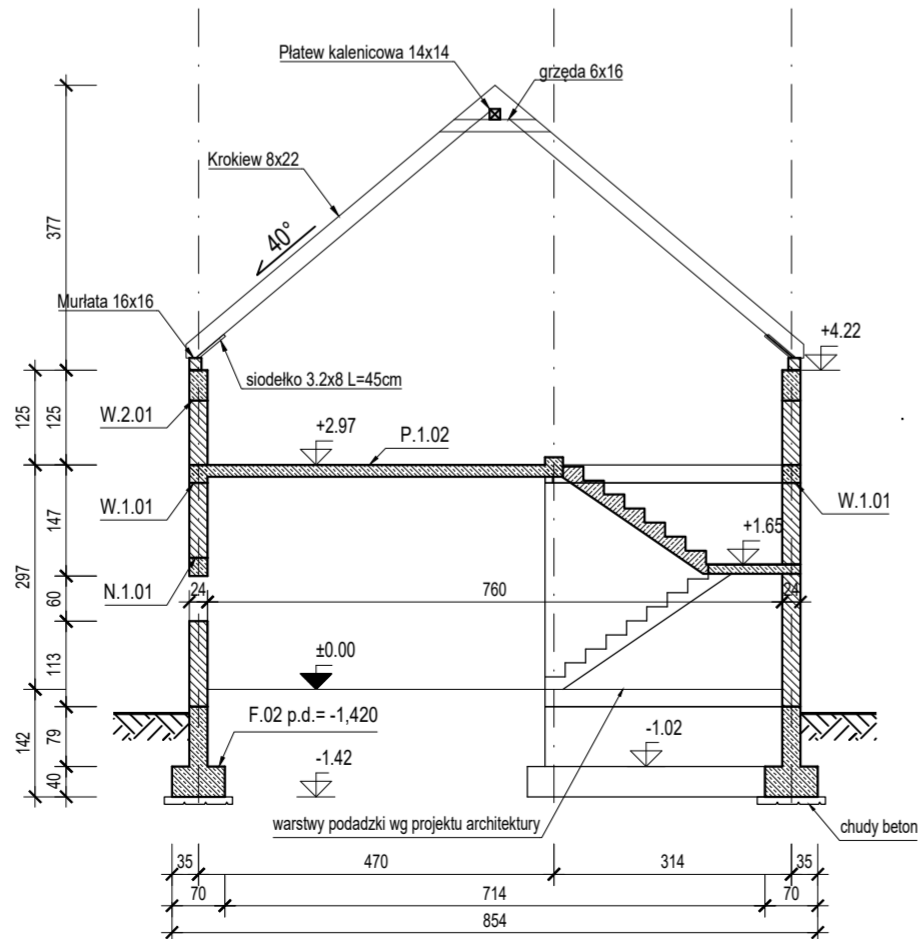 Płatew kalenicowa 14x14
grzęda 6x16
Krokiew 8x22
377
40°
Murłata 16x16
+4.22
siodełko 3.2x8 L=45cm
125
125
W.2.01
+2.97
P.1.02
W.1.01
W.1.01
147
+1.65
297
N.1.01
24
760
24
60
±0.00
113
F.02 p.d.= -1,420
142
79
-1.42
-1.02
40
warstwy podadzki wg projektu architektury
chudy beton
35
470
314
35
70
714
70
854